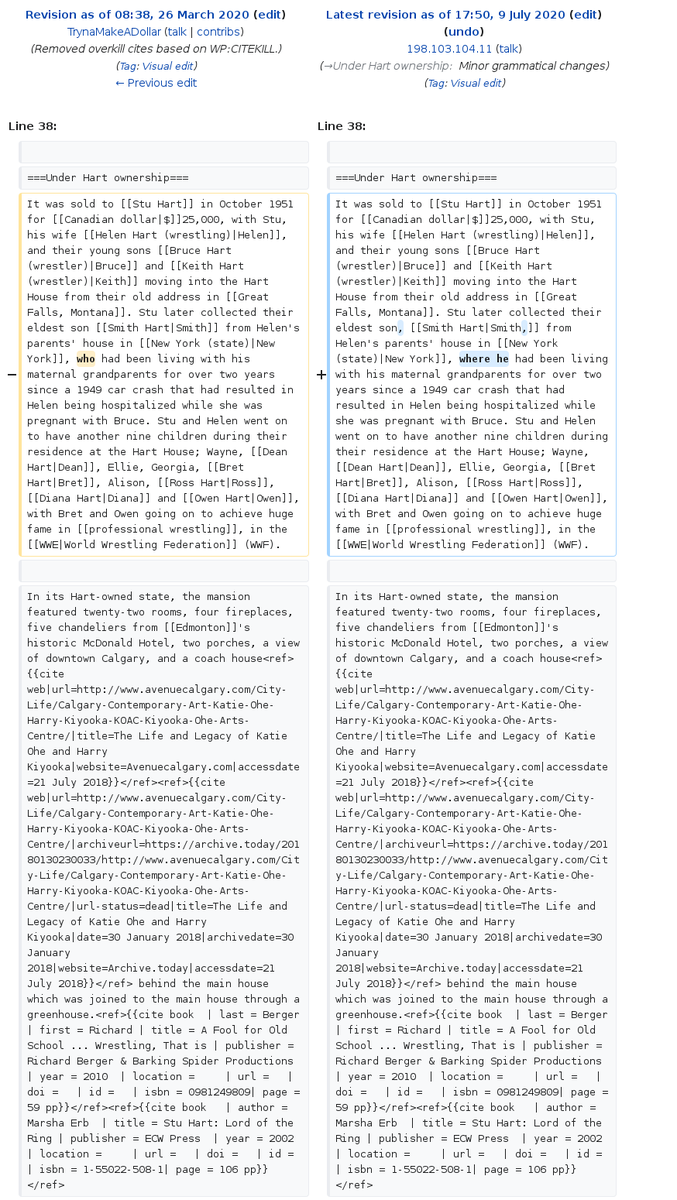 Revision as of 08:38, 26 March 2020 (edit)
TrynaMakeADollar (talk | contribs)
(Removed overkill cites based on WP:CITEKILL.)
(Tag: Visual edit)
← Previous edit
Latest revision as of 17:50, 9 July 2020 (edit)
(undo)
198.103.104.11 (talk)
(→Under Hart ownership: Minor grammatical changes)
(Tag: Visual edit)
Line 38:
Line 38:
===Under Hart ownership===
===Under Hart ownership===
−
It was sold to [[Stu Hart]] in October 1951
for [[Canadian dollar|$]]25,000, with Stu,
his wife [[Helen Hart (wrestling)|Helen]],
and their young sons [[Bruce Hart
(wrestler)|Bruce]] and [[Keith Hart
(wrestler)|Keith]] moving into the Hart
House from their old address in [[Great
Falls, Montana]]. Stu later collected their
eldest son [[Smith Hart|Smith]] from Helen's
parents' house in [[New York (state)|New
York]], who had been living with his
maternal grandparents for over two years
since a 1949 car crash that had resulted in
Helen being hospitalized while she was
pregnant with Bruce. Stu and Helen went on
to have another nine children during their
residence at the Hart House; Wayne, [[Dean
Hart|Dean]], Ellie, Georgia, [[Bret
Hart|Bret]], Alison, [[Ross Hart|Ross]],
[[Diana Hart|Diana]] and [[Owen Hart|Owen]],
with Bret and Owen going on to achieve huge
fame in [[professional wrestling]], in the
[[WWE|World Wrestling Federation]] (WWF).
+
It was sold to [[Stu Hart]] in October 1951
for [[Canadian dollar|$]]25,000, with Stu,
his wife [[Helen Hart (wrestling)|Helen]],
and their young sons [[Bruce Hart
(wrestler)|Bruce]] and [[Keith Hart
(wrestler)|Keith]] moving into the Hart
House from their old address in [[Great
Falls, Montana]]. Stu later collected their
eldest son, [[Smith Hart|Smith,]] from
Helen's parents' house in [[New York
(state)|New York]], where he had been living
with his maternal grandparents for over two
years since a 1949 car crash that had
resulted in Helen being hospitalized while
she was pregnant with Bruce. Stu and Helen
went on to have another nine children during
their residence at the Hart House; Wayne,
[[Dean Hart|Dean]], Ellie, Georgia, [[Bret
Hart|Bret]], Alison, [[Ross Hart|Ross]],
[[Diana Hart|Diana]] and [[Owen Hart|Owen]],
with Bret and Owen going on to achieve huge
fame in [[professional wrestling]], in the
[[WWE|World Wrestling Federation]] (WWF).
In its Hart-owned state, the mansion
featured twenty-two rooms, four fireplaces,
five chandeliers from [[Edmonton]]'s
historic McDonald Hotel, two porches, a view
of downtown Calgary, and a coach house<ref>
{{cite
web|url=http://www.avenuecalgary.com/City-
Life/Calgary-Contemporary-Art-Katie-Ohe-
Harry-Kiyooka-KOAC-Kiyooka-Ohe-Arts-
Centre/|title=The Life and Legacy of Katie
Ohe and Harry
Kiyooka|website=Avenuecalgary.com|accessdate
=21 July 2018}}</ref><ref>{{cite
web|url=http://www.avenuecalgary.com/City-
Life/Calgary-Contemporary-Art-Katie-Ohe-
Harry-Kiyooka-KOAC-Kiyooka-Ohe-Arts-
Centre/|archiveurl=https://archive.today/201
80130230033/http://www.avenuecalgary.com/Cit
y-Life/Calgary-Contemporary-Art-Katie-Ohe-
Harry-Kiyooka-KOAC-Kiyooka-Ohe-Arts-
Centre/|url-status=dead|title=The Life and
Legacy of Katie Ohe and Harry
Kiyooka|date=30 January 2018|archivedate=30
January
2018|website=Archive.today|accessdate=21
July 2018}}</ref> behind the main house
which was joined to the main house through a
greenhouse.<ref>{{cite book | last = Berger
| first = Richard | title = A Fool for Old
School ... Wrestling, That is | publisher =
Richard Berger & Barking Spider Productions
| year = 2010 | location = | url = |
doi = | id = | isbn = 0981249809| page =
59 pp}}</ref><ref>{{cite book | author =
Marsha Erb | title = Stu Hart: Lord of the
Ring | publisher = ECW Press | year = 2002
| location = | url = | doi = | id =
| isbn = 1-55022-508-1| page = 106 pp}}
</ref>
In its Hart-owned state, the mansion
featured twenty-two rooms, four fireplaces,
five chandeliers from [[Edmonton]]'s
historic McDonald Hotel, two porches, a view
of downtown Calgary, and a coach house<ref>
{{cite
web|url=http://www.avenuecalgary.com/City-
Life/Calgary-Contemporary-Art-Katie-Ohe-
Harry-Kiyooka-KOAC-Kiyooka-Ohe-Arts-
Centre/|title=The Life and Legacy of Katie
Ohe and Harry
Kiyooka|website=Avenuecalgary.com|accessdate
=21 July 2018}}</ref><ref>{{cite
web|url=http://www.avenuecalgary.com/City-
Life/Calgary-Contemporary-Art-Katie-Ohe-
Harry-Kiyooka-KOAC-Kiyooka-Ohe-Arts-
Centre/|archiveurl=https://archive.today/201
80130230033/http://www.avenuecalgary.com/Cit
y-Life/Calgary-Contemporary-Art-Katie-Ohe-
Harry-Kiyooka-KOAC-Kiyooka-Ohe-Arts-
Centre/|url-status=dead|title=The Life and
Legacy of Katie Ohe and Harry
Kiyooka|date=30 January 2018|archivedate=30
January
2018|website=Archive.today|accessdate=21
July 2018}}</ref> behind the main house
which was joined to the main house through a
greenhouse.<ref>{{cite book | last = Berger
| first = Richard | title = A Fool for Old
School ... Wrestling, That is | publisher =
Richard Berger & Barking Spider Productions
| year = 2010 | location = | url = |
doi = | id = | isbn = 0981249809| page =
59 pp}}</ref><ref>{{cite book | author =
Marsha Erb | title = Stu Hart: Lord of the
Ring | publisher = ECW Press | year = 2002
| location = | url = | doi = | id =
| isbn = 1-55022-508-1| page = 106 pp}}
</ref>